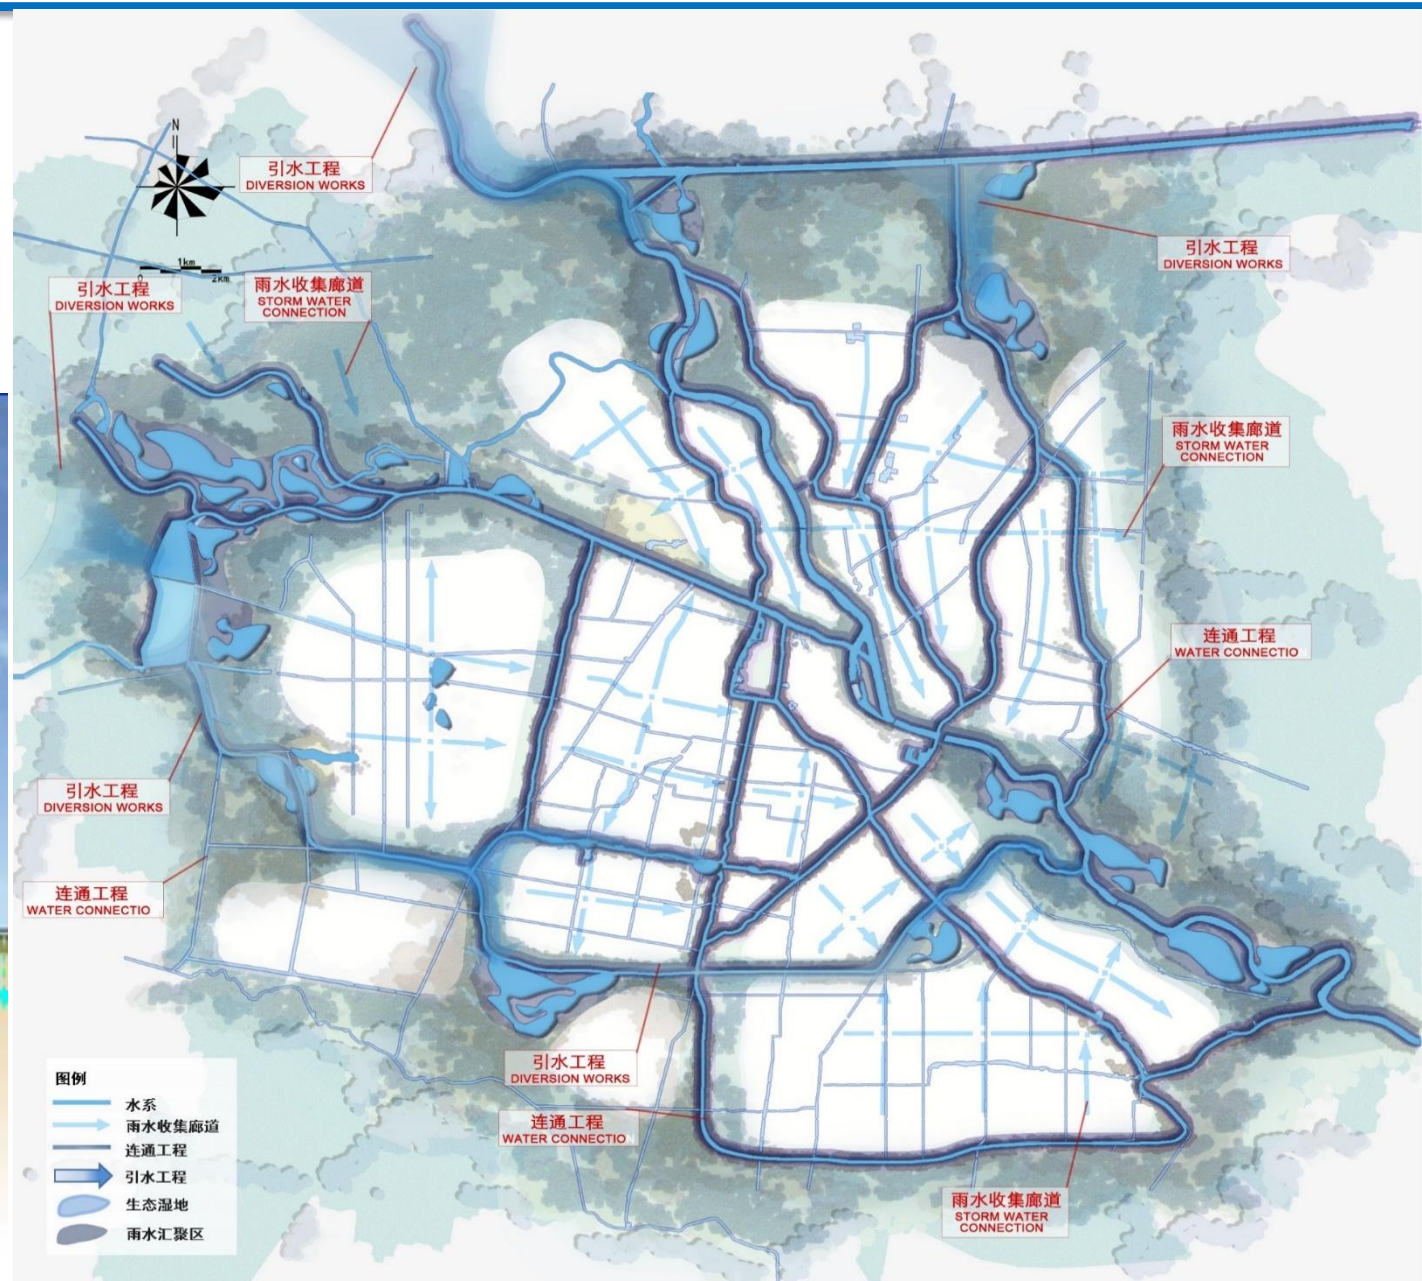 引水工程
DIVERSION WORKS
N
1km
0
2km
引水工程
DIVERSION WORKS
雨水收集廊道
STORM WATER
CONNECTION
引水工程
DIVERSION WORKS
雨水收集廊道
STORM WATER
CONNECTION
连通工程
WATER CONNECTIO
引水工程
DIVERSION WORKS
连通工程
WATER CONNECTIO
引水工程
DIVERSION WORKS
连通工程
WATER CONNECTIO
雨水收集廊道
STORM WATER
CONNECTION
图例
水系
雨水收集廊道
连通工程
引水工程
生态湿地
雨水汇聚区